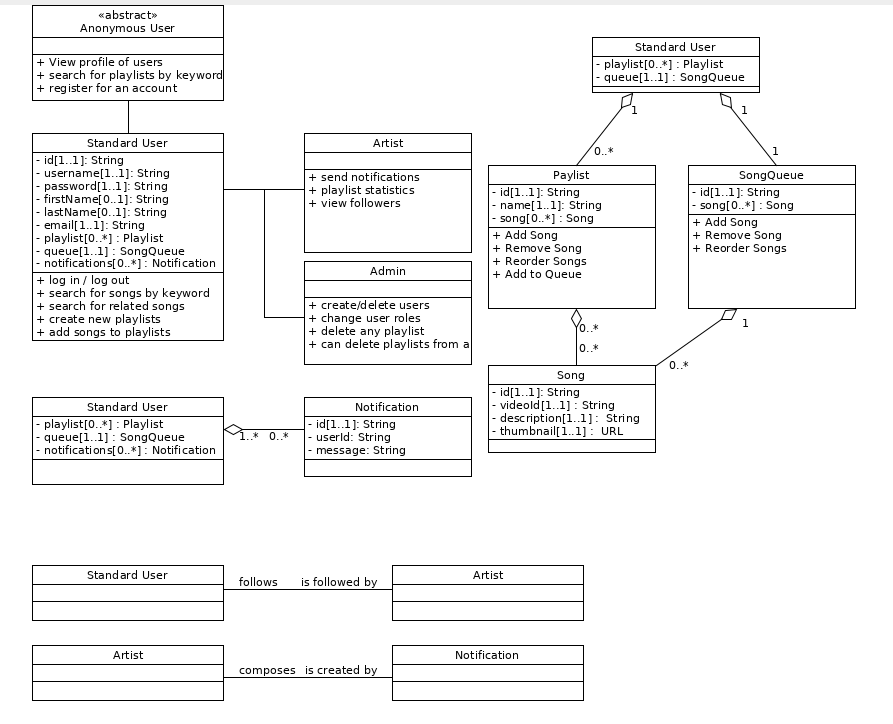 «abstract»
Anonymous User
+ View profile of users
+ search for playlists by keyword
+ register for an account
Standard User
- id[1..1]: String
- username[1..1]: String
- password[1..1]: String
- firstName[0..1]: String
- lastName[0..1]: String
- email[1..1]: String
- playlist[0..*] : Playlist
- queue[1..1] : SongQueue
- notifications[0..*] : Notification
+ log in / log out
+ search for songs by keyword
+ search for related songs
+ create new playlists
+ add songs to playlists
Artist
+ send notifications
+ playlist statistics
+ view followers
Admin
+ create/delete users
+ change user roles
+ delete any playlist
+ can delete playlists from a
Standard User
- playlist[0..*] : Playlist
- queue[1..1] : SongQueue
1
1
0..*
1
Paylist
- id[1..1]: String
- name[1..1]: String
- song[0..*] : Song
+ Add Song
+ Remove Song
+ Reorder Songs
+ Add to Queue
SongQueue
- id[1..1]: String
- song[0..*] : Song
+ Add Song
+ Remove Song
+ Reorder Songs
0..*
0..*
1
0..*
Song
- id[1..1]: String
- videoId[1..1] : String
- description[1..1] : String
- thumbnail[1..1] : URL
Standard User
- playlist[0..*] : Playlist
- queue[1..1] : SongQueue
- notifications[0..*] : Notification
1..* 0..*
Notification
- id[1..1]: String
- userId: String
- message: String
Standard User
follows is followed by
Artist
Artist
composes is created by
Notification